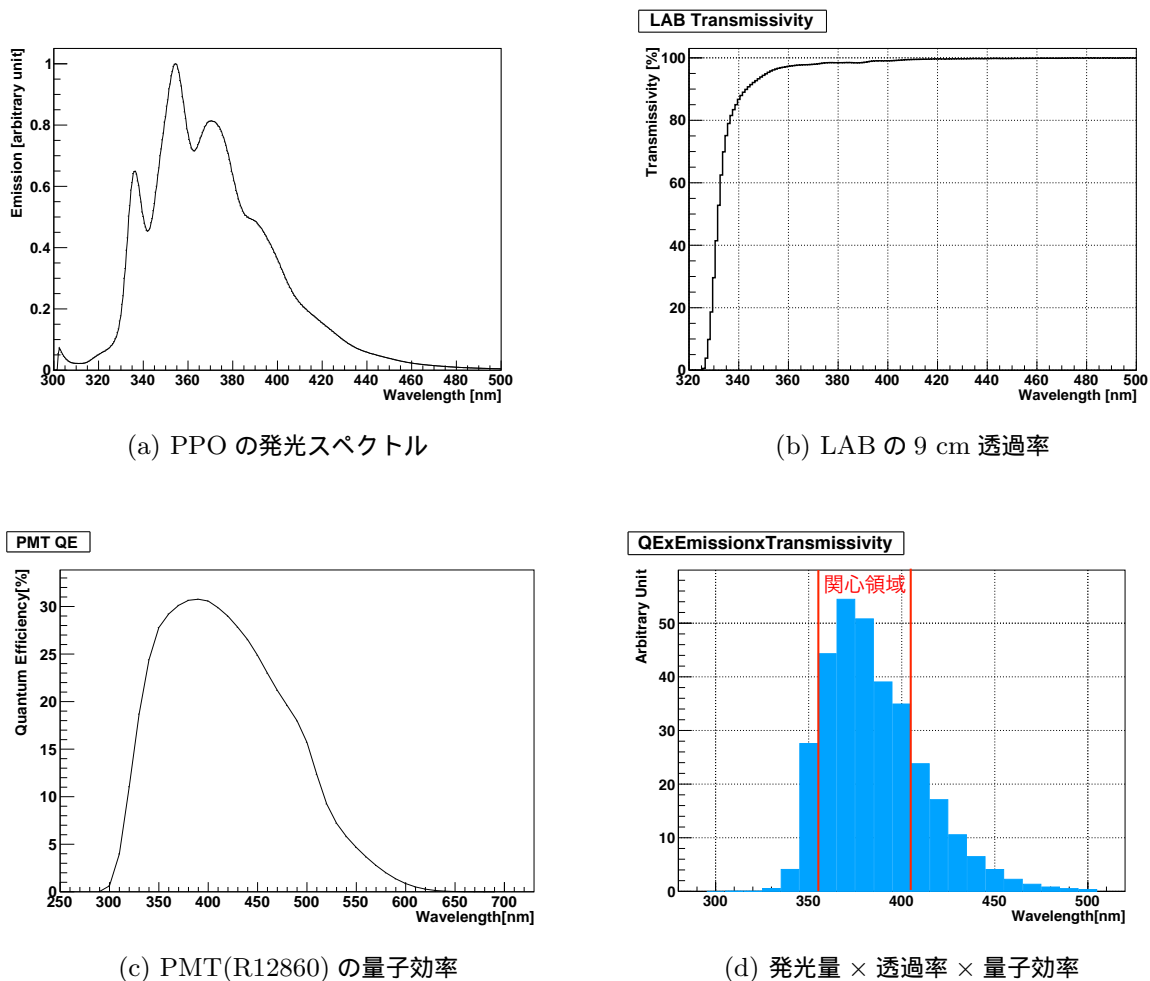 LAB Transmissivity
Emission [arbitrary unit]
1
0.8
0.6
0.4
0.2
0
300 320 340 360 380 400 420 440 460 480 500
Wavelength [nm]
(a) PPO の発光スペクトル
Transmissivity [%]
100
80
60
40
20
0
320 340 360 380 400 420 440 460 480 500
Wavelength [nm]
(b) LAB の 9 cm 透過率
PMT QE
Quantum Efficiency[%]
30
25
20
15
10
5
0
250 300 350 400 450 500 550 600 650 700
Wavelength[nm]
(c) PMT(R12860) の量子効率
QExEmissionxTransmissivity
関心領域
Arbitrary Unit
50
40
30
20
10
0
300 350 400 450 500
Wavelength[nm]
(d) 発光量 × 透過率 × 量子効率